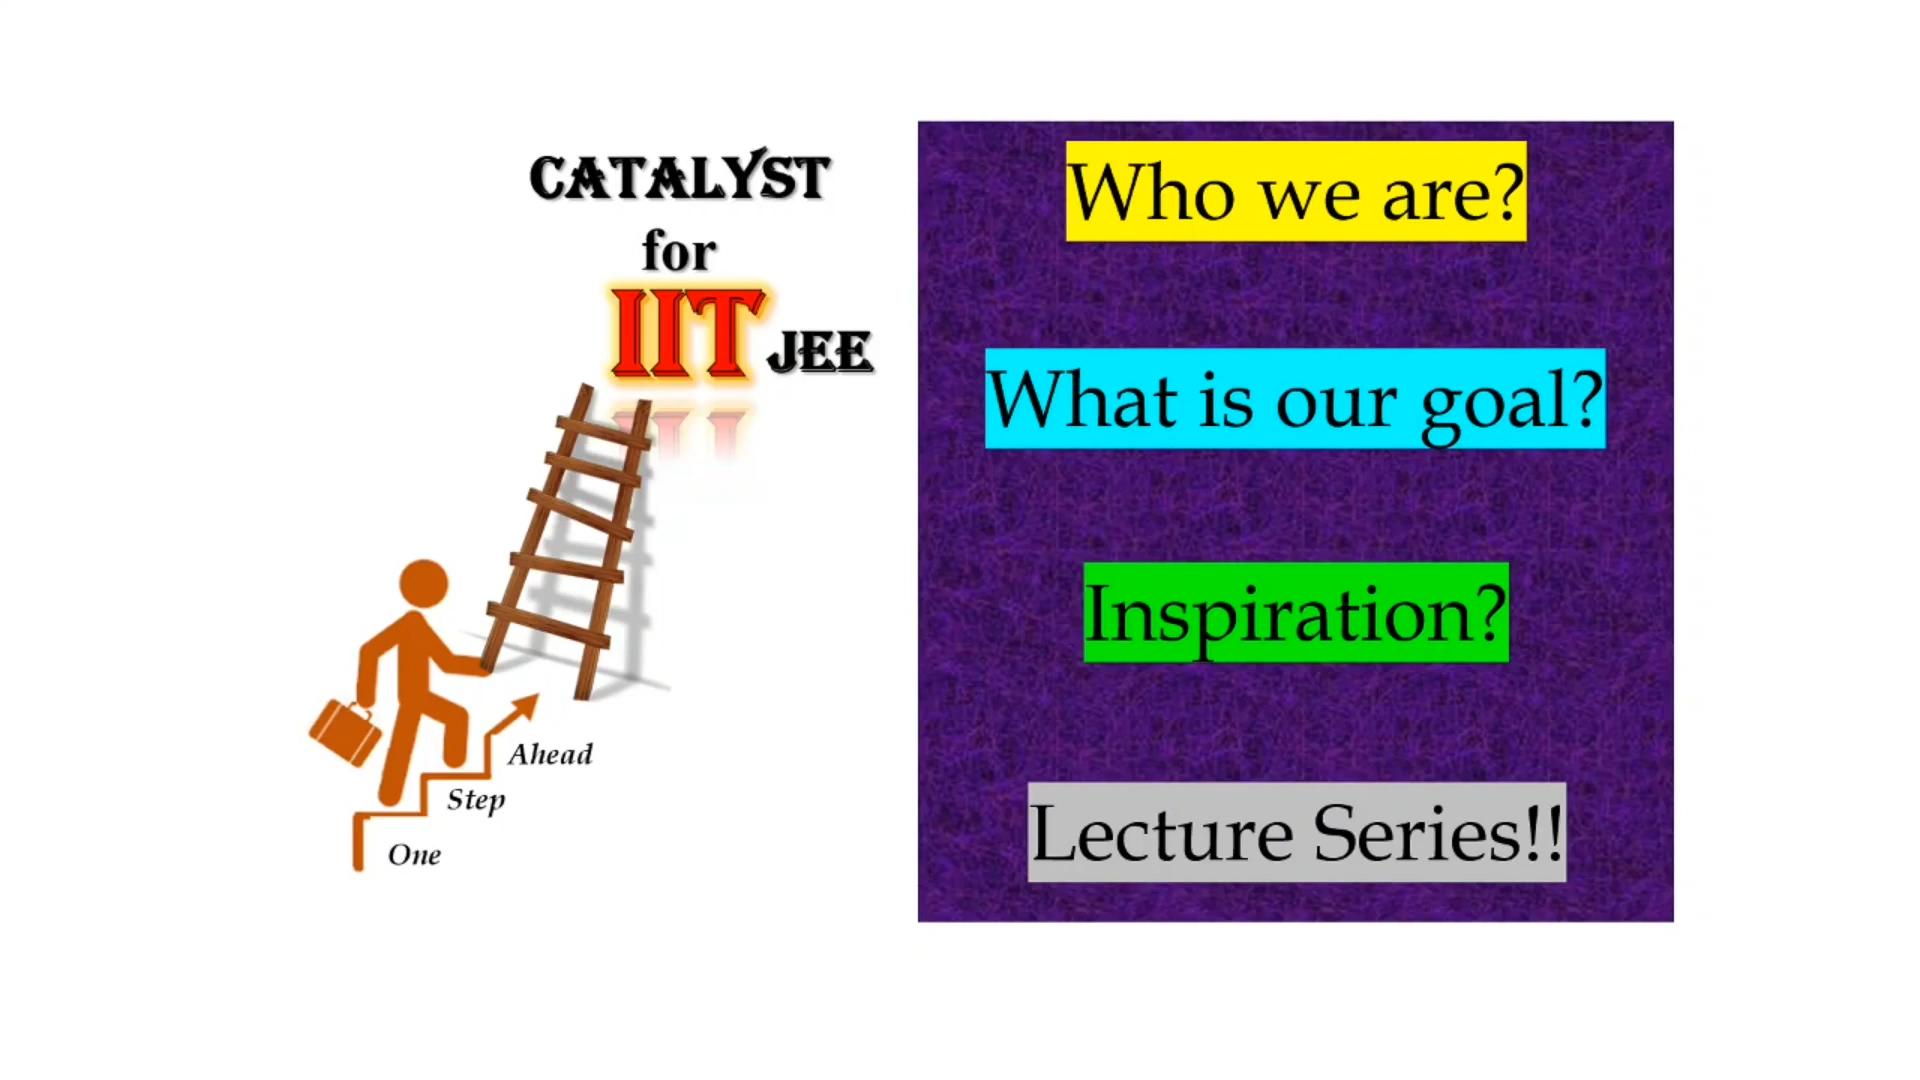 CATALYST
for
IIT JEE
Ahead
Step
One
Who we are?
What is our goal?
Inspiration?
Lecture Series!!